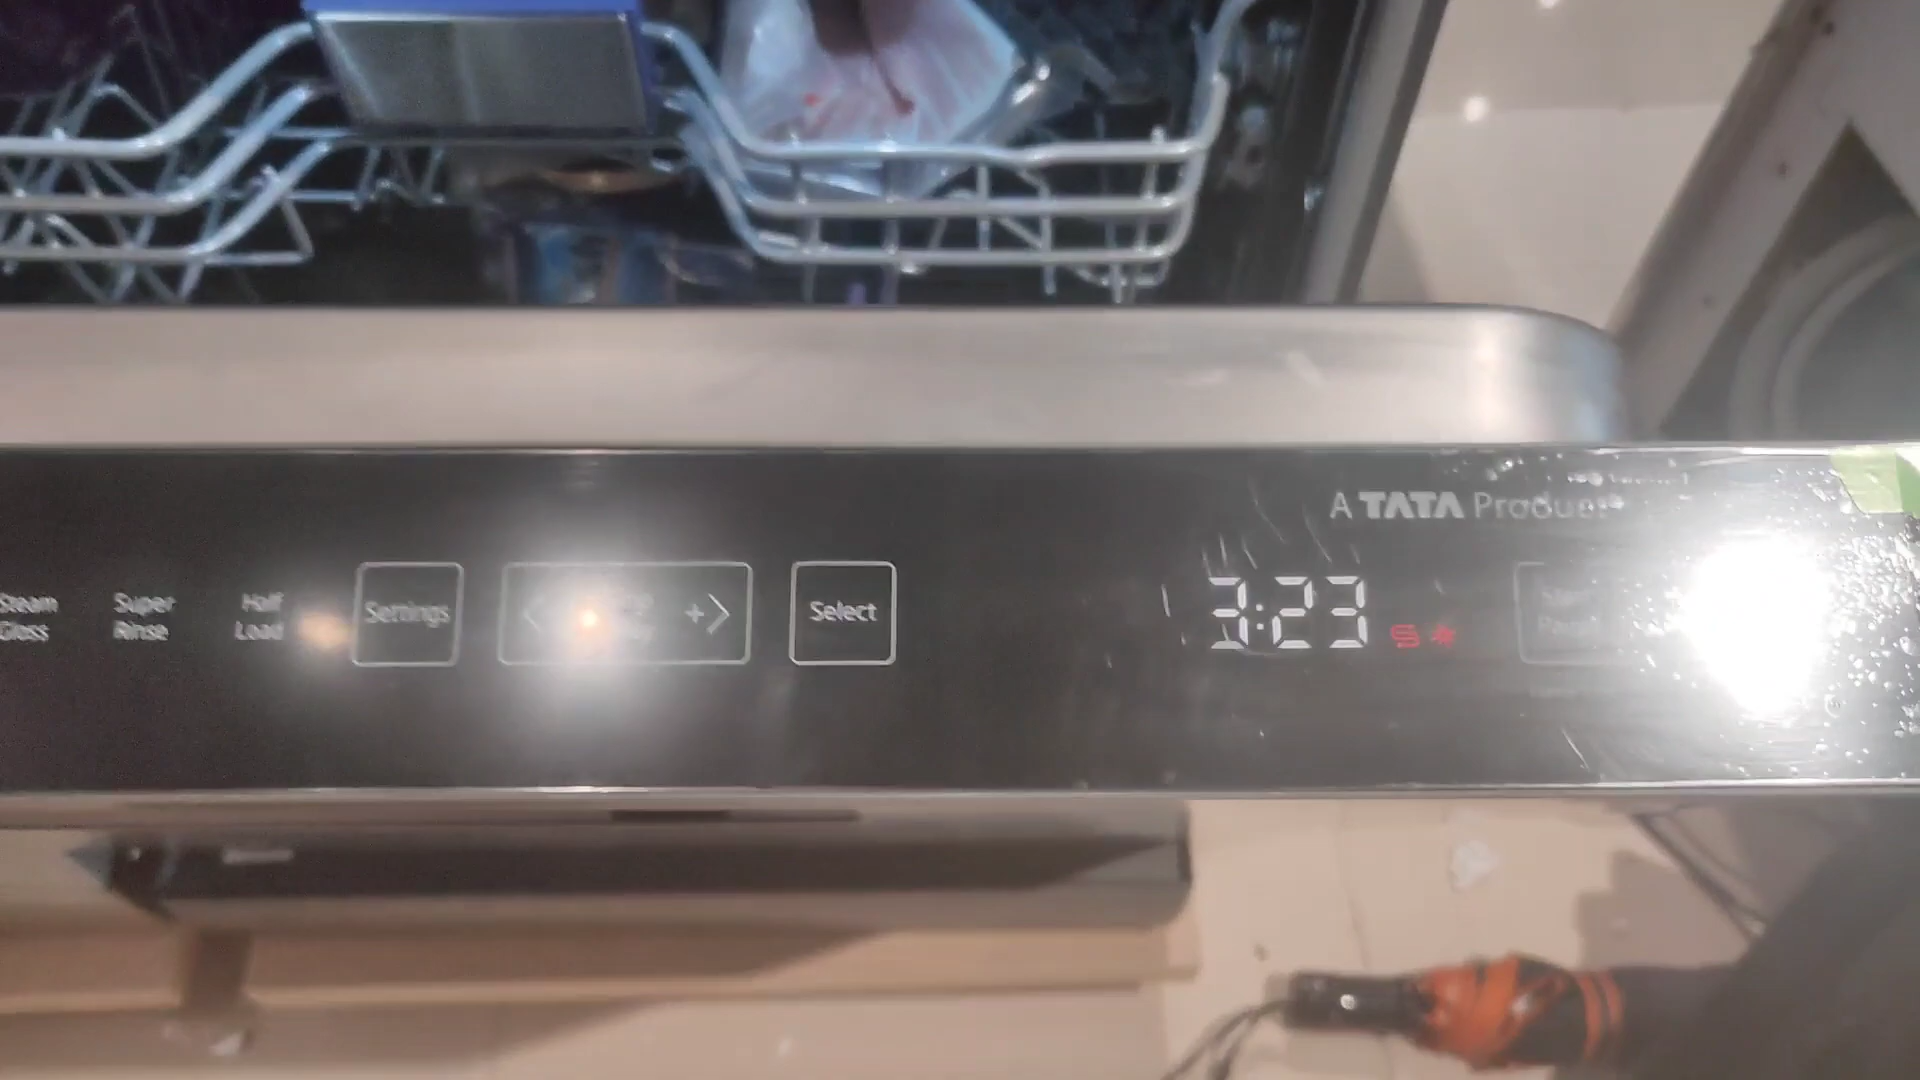 A TATA Product
Steam
Gloss
Super
Rinse
Half
Load
Settings
+
Select
3:23